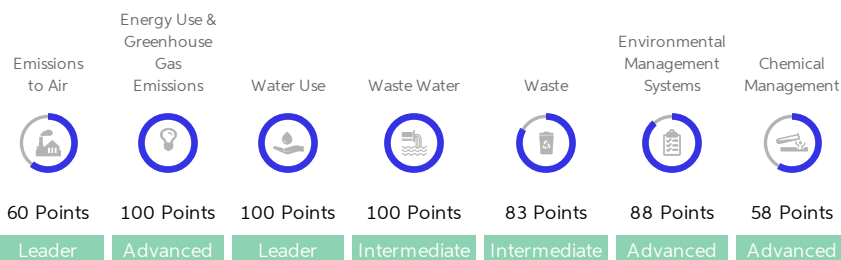 Emissions
to Air
Energy Use &
Greenhouse
Gas
Emissions
Water Use
Waste Water
Waste
Environmental
Management
Systems
Chemical
Management
60 Points
100 Points
100 Points
100 Points
83 Points
88 Points
58 Points
Leader
Advanced
Leader
Intermediate
Intermediate
Advanced
Advanced